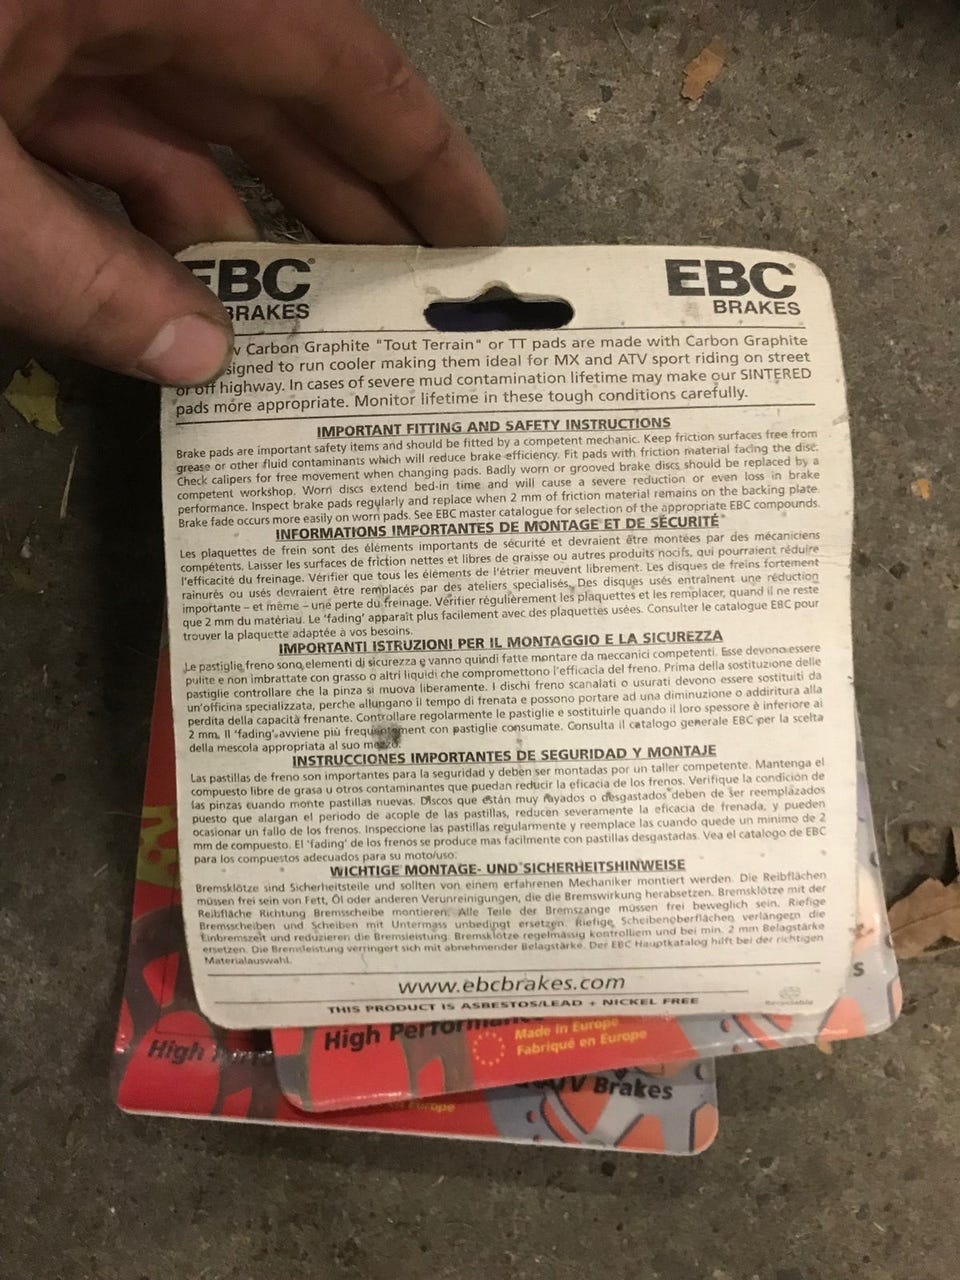 EBC
BRAKES
EBC
BRAKES
Carbon Graphite "Tout Terrain" or TT pads are made with Carbon Graphite
signed to run cooler making them ideal for MX and ATV sport riding on street
or off highway. In cases of severe mud contamination lifetime may make our SINTERED
pads more appropriate. Monitor lifetime in these tough conditions carefully.
IMPORTANT FITTING AND SAFETY INSTRUCTIONS
Brake pads are important safety items and should be fitted by a competent mechanic. Keep friction surfaces free from
grease or other fluid contaminants which will reduce brake efficiency. Fit pads with friction material facing the disc.
Check calipers for free movement when changing pads. Badly worn or grooved brake discs should be replaced by a
competent workshop. Worn discs extend bed-in time and will cause a severe reduction or even loss in brake
performance. Inspect brake pads regularly and replace when 2 mm of friction material remains on the backing plate.
Brake fade occurs more easily on worn pads. See EBC master catalogue for selection of the appropriate EBC compounds.
INFORMATIONS IMPORTANTES DE MONTAGE ET DE SÉCURITÉ
Les plaquettes de frein sont des éléments importants de sécurité et devraient être montées par des mécaniciens
compétents. Laisser les surfaces de friction nettes et libres de graisse ou autres produits nocifs, qui pourraient réduire
l'efficacité du freinage. Vérifier que tous les éléments de l'étrier meuvent librement. Les disques de freins fortement
rainurés ou usés devraient être remplacés par des ateliers specialisés. Des disques usés entraînent une réduction
importante – et même – une perte du freinage. Vérifier régulièrement les plaquettes et les remplacer, quand il ne reste
que 2 mm du matériau. Le 'fading' apparaît plus facilement avec des plaquettes usées. Consulter le catalogue EBC pour
trouver la plaquette adaptée à vos besoins.
IMPORTANTI ISTRUZIONI PER IL MONTAGGIO E LA SICUREZZA
Le pastiglie freno sono elementi di sicurezza e vanno quindi fatte montare da meccanici competenti. Esse devono essere
pulite e non imbrattate con grasso o altri liquidi che compromettono l'efficacia del freno. Prima della sostituzione delle
pastiglie controllare che la pinza si muova liberamente. I dischi freno scanalati o usurati devono essere sostituiti da
un'officina specializzata, perche allungano il tempo di frenata e possono portare ad una diminuzione o addiritura alla
perdita della capacità frenante. Controllare regolarmente le pastiglie e sostituirle quando il loro spessore è inferiore ai
2 mm. Il 'fading' avviene più frequentemente con pastiglie consumate. Consulta il catalogo generale EBC per la scelta
della mescola appropriata al suo mezzo.
INSTRUCCIONES IMPORTANTES DE SEGURIDAD Y MONTAJE
Las pastillas de freno son importantes para la seguridad y deben ser montadas por un taller competente. Mantenga el
compuesto libre de grasa u otros contaminantes que puedan reducir la eficacia de los frenos. Verifique la condición de
las pinzas cuando monte pastillas nuevas. Discos que están muy rayados o desgastados deben de ser reemplazados
puesto que alargan el periodo de acople de las pastillas, reducen severamente la eficacia de frenada, y pueden
ocasionar un fallo de los frenos. Inspeccione las pastillas regularmente y reemplace las cuando quede un minimo de 2
mm de compuesto. El 'fading' de los frenos se produce mas facilmente con pastillas desgastadas. Vea el catalogo de EBC
para los compuestos adecuados para su moto/uso.
WICHTIGE MONTAGE- UND SICHERHEITSHINWEISE
Bremsklötze sind Sicherheitsteile und sollten von einem erfahrenen Mechaniker montiert werden. Die Reibflächen
müssen frei sein von Fett, Öl oder anderen Verunreinigungen, die die Bremswirkung herabsetzen. Bremsklötze mit der
Reibfläche Richtung Bremsscheibe montieren. Alle Teile der Bremszange müssen frei beweglich sein. Riefige
Bremsscheiben und Scheiben mit Untermass unbedingt ersetzen. Riefige Scheibenoberflächen verlängern die
Einbremszeit und reduzieren die Bremsleistung. Bremsklötze regelmässig kontrolliern und bei min. 2 mm Belagstärke
ersetzen. Die Bremsleistung verringert sich mit abnehmender Belagstärke. Der EBC Hauptkatalog hilft bei der richtigen
Materialauswahl.
www.ebcbrakes.com
THIS PRODUCT IS ASBESTOS/LEAD + NICKEL FREE
Recyclable
s
High Performance
Made in Europe
Fabriqué en Europe
High
Europe
V Brakes